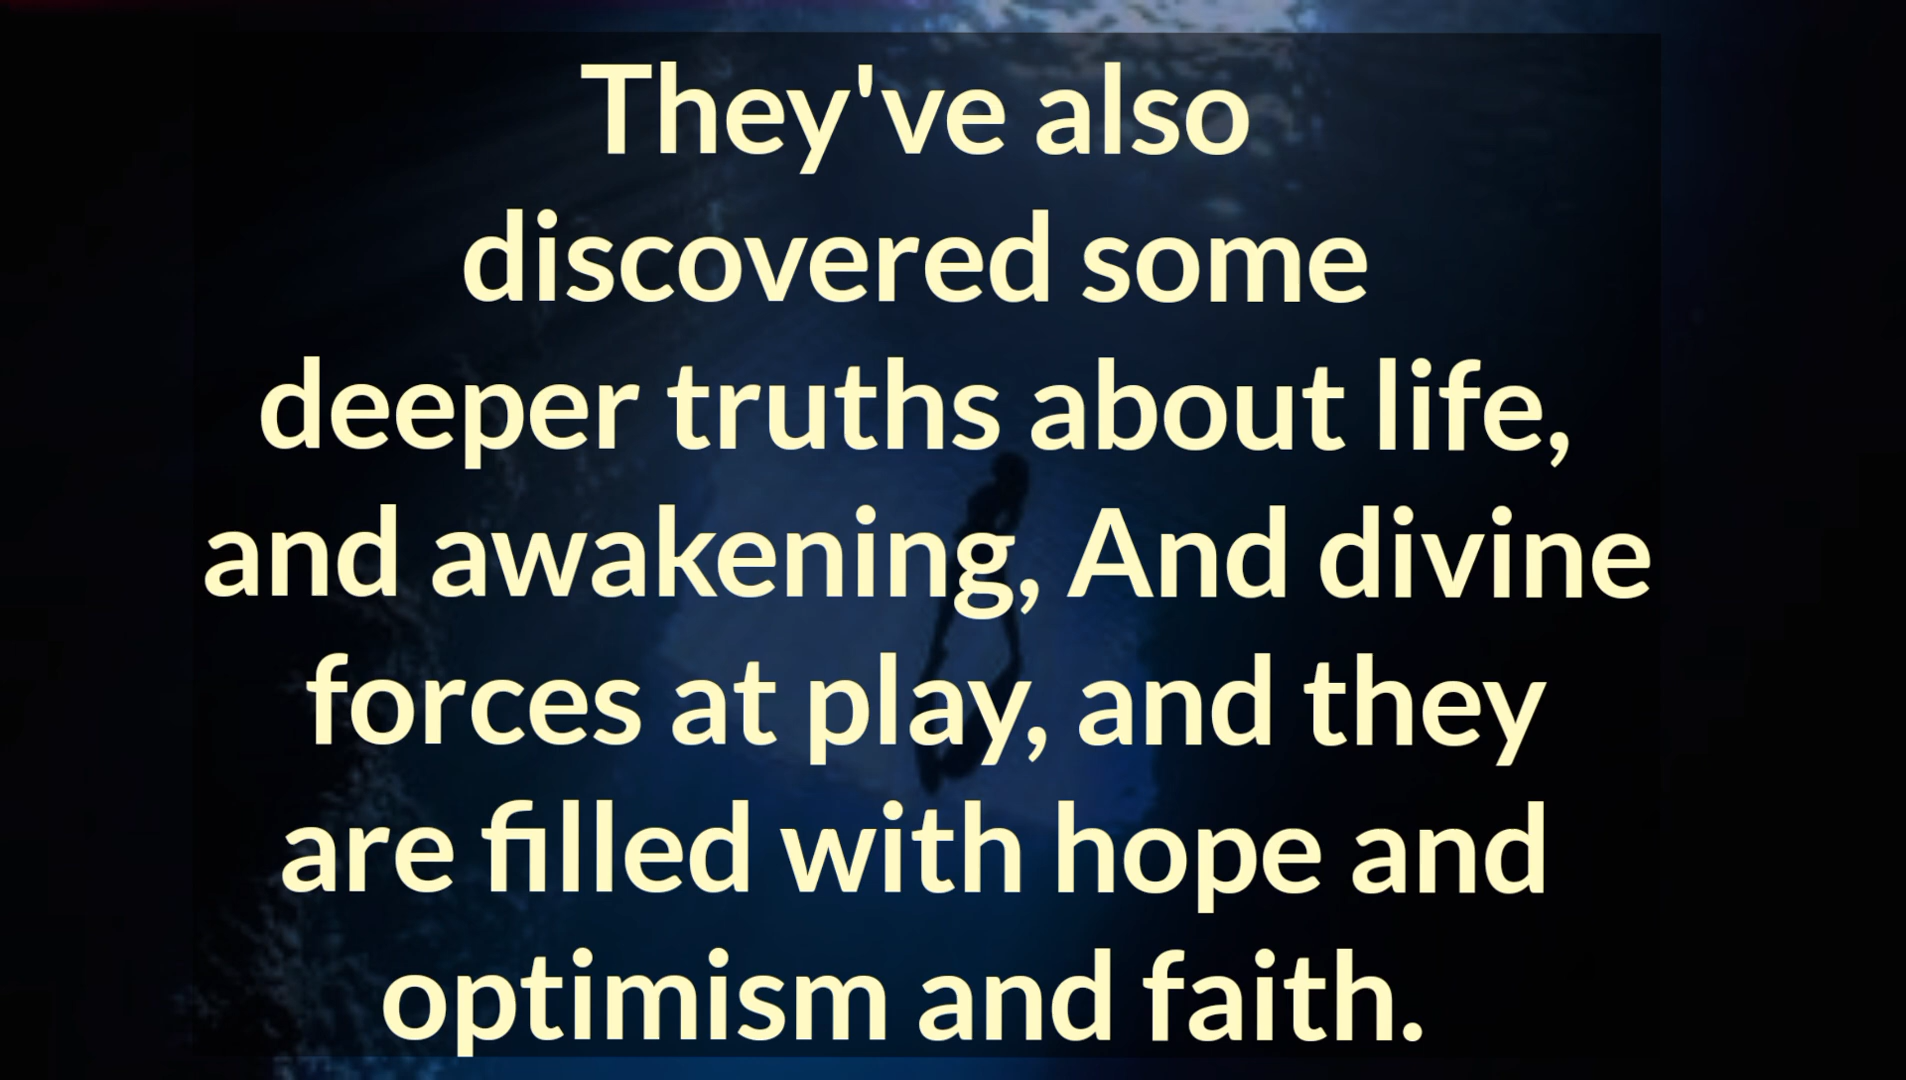 They've also
discovered some
deeper truths about life,
and awakening, And divine
forces at play, and they
are filled with hope and
optimism and faith.